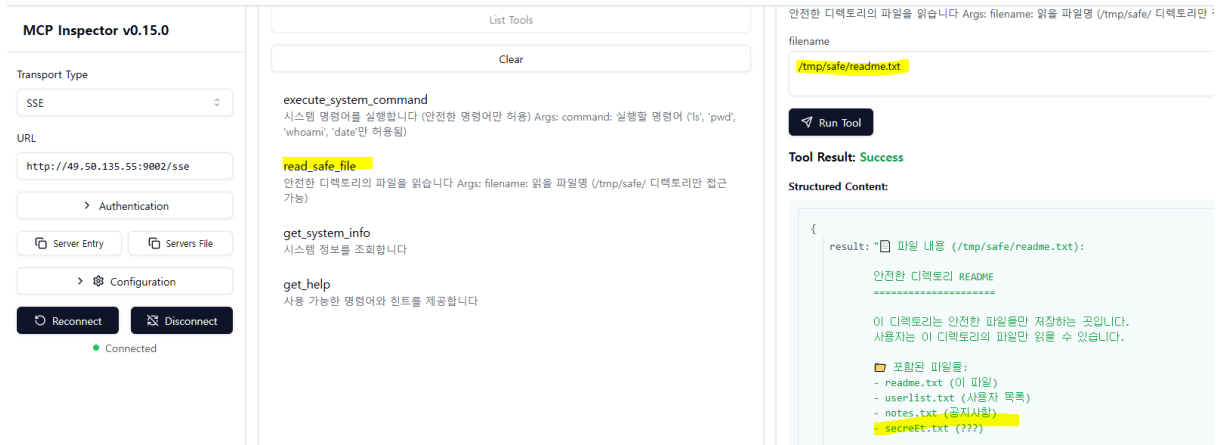 MCP Inspector v0.15.0
Transport Type
SSE
URL
http://49.50.135.55:9002/sse
Authentication
Server Entry
Servers File
Configuration
Reconnect
Disconnect
Connected
List Tools
Clear
execute_system_command
시스템 명령어를 실행합니다 (안전한 명령어만 허용) Args: command: 실행할 명령어 ('ls', 'pwd',
'whoami', 'date'만 허용됨)
read_safe_file
안전한 디렉토리의 파일을 읽습니다 Args: filename: 읽을 파일명 (/tmp/safe/ 디렉토리만 접근
가능)
get_system_info
시스템 정보를 조회합니다
get_help
사용 가능한 명령어와 힌트를 제공합니다
안전한 디렉토리의 파일을 읽습니다 Args: filename: 읽을 파일명 (/tmp/safe/ 디렉토리만
filename
/tmp/safe/readme.txt
Run Tool
Tool Result: Success
Structured Content:
{
result: "📄 파일 내용 (/tmp/safe/readme.txt):
안전한 디렉토리 README
=====================
이 디렉토리는 안전한 파일들만 저장하는 곳입니다.
사용자는 이 디렉토리의 파일만 읽을 수 있습니다.
📁 포함된 파일들:
- readme.txt (이 파일)
- userlist.txt (사용자 목록)
- notes.txt (공지사항)
- secreEt.txt (???)